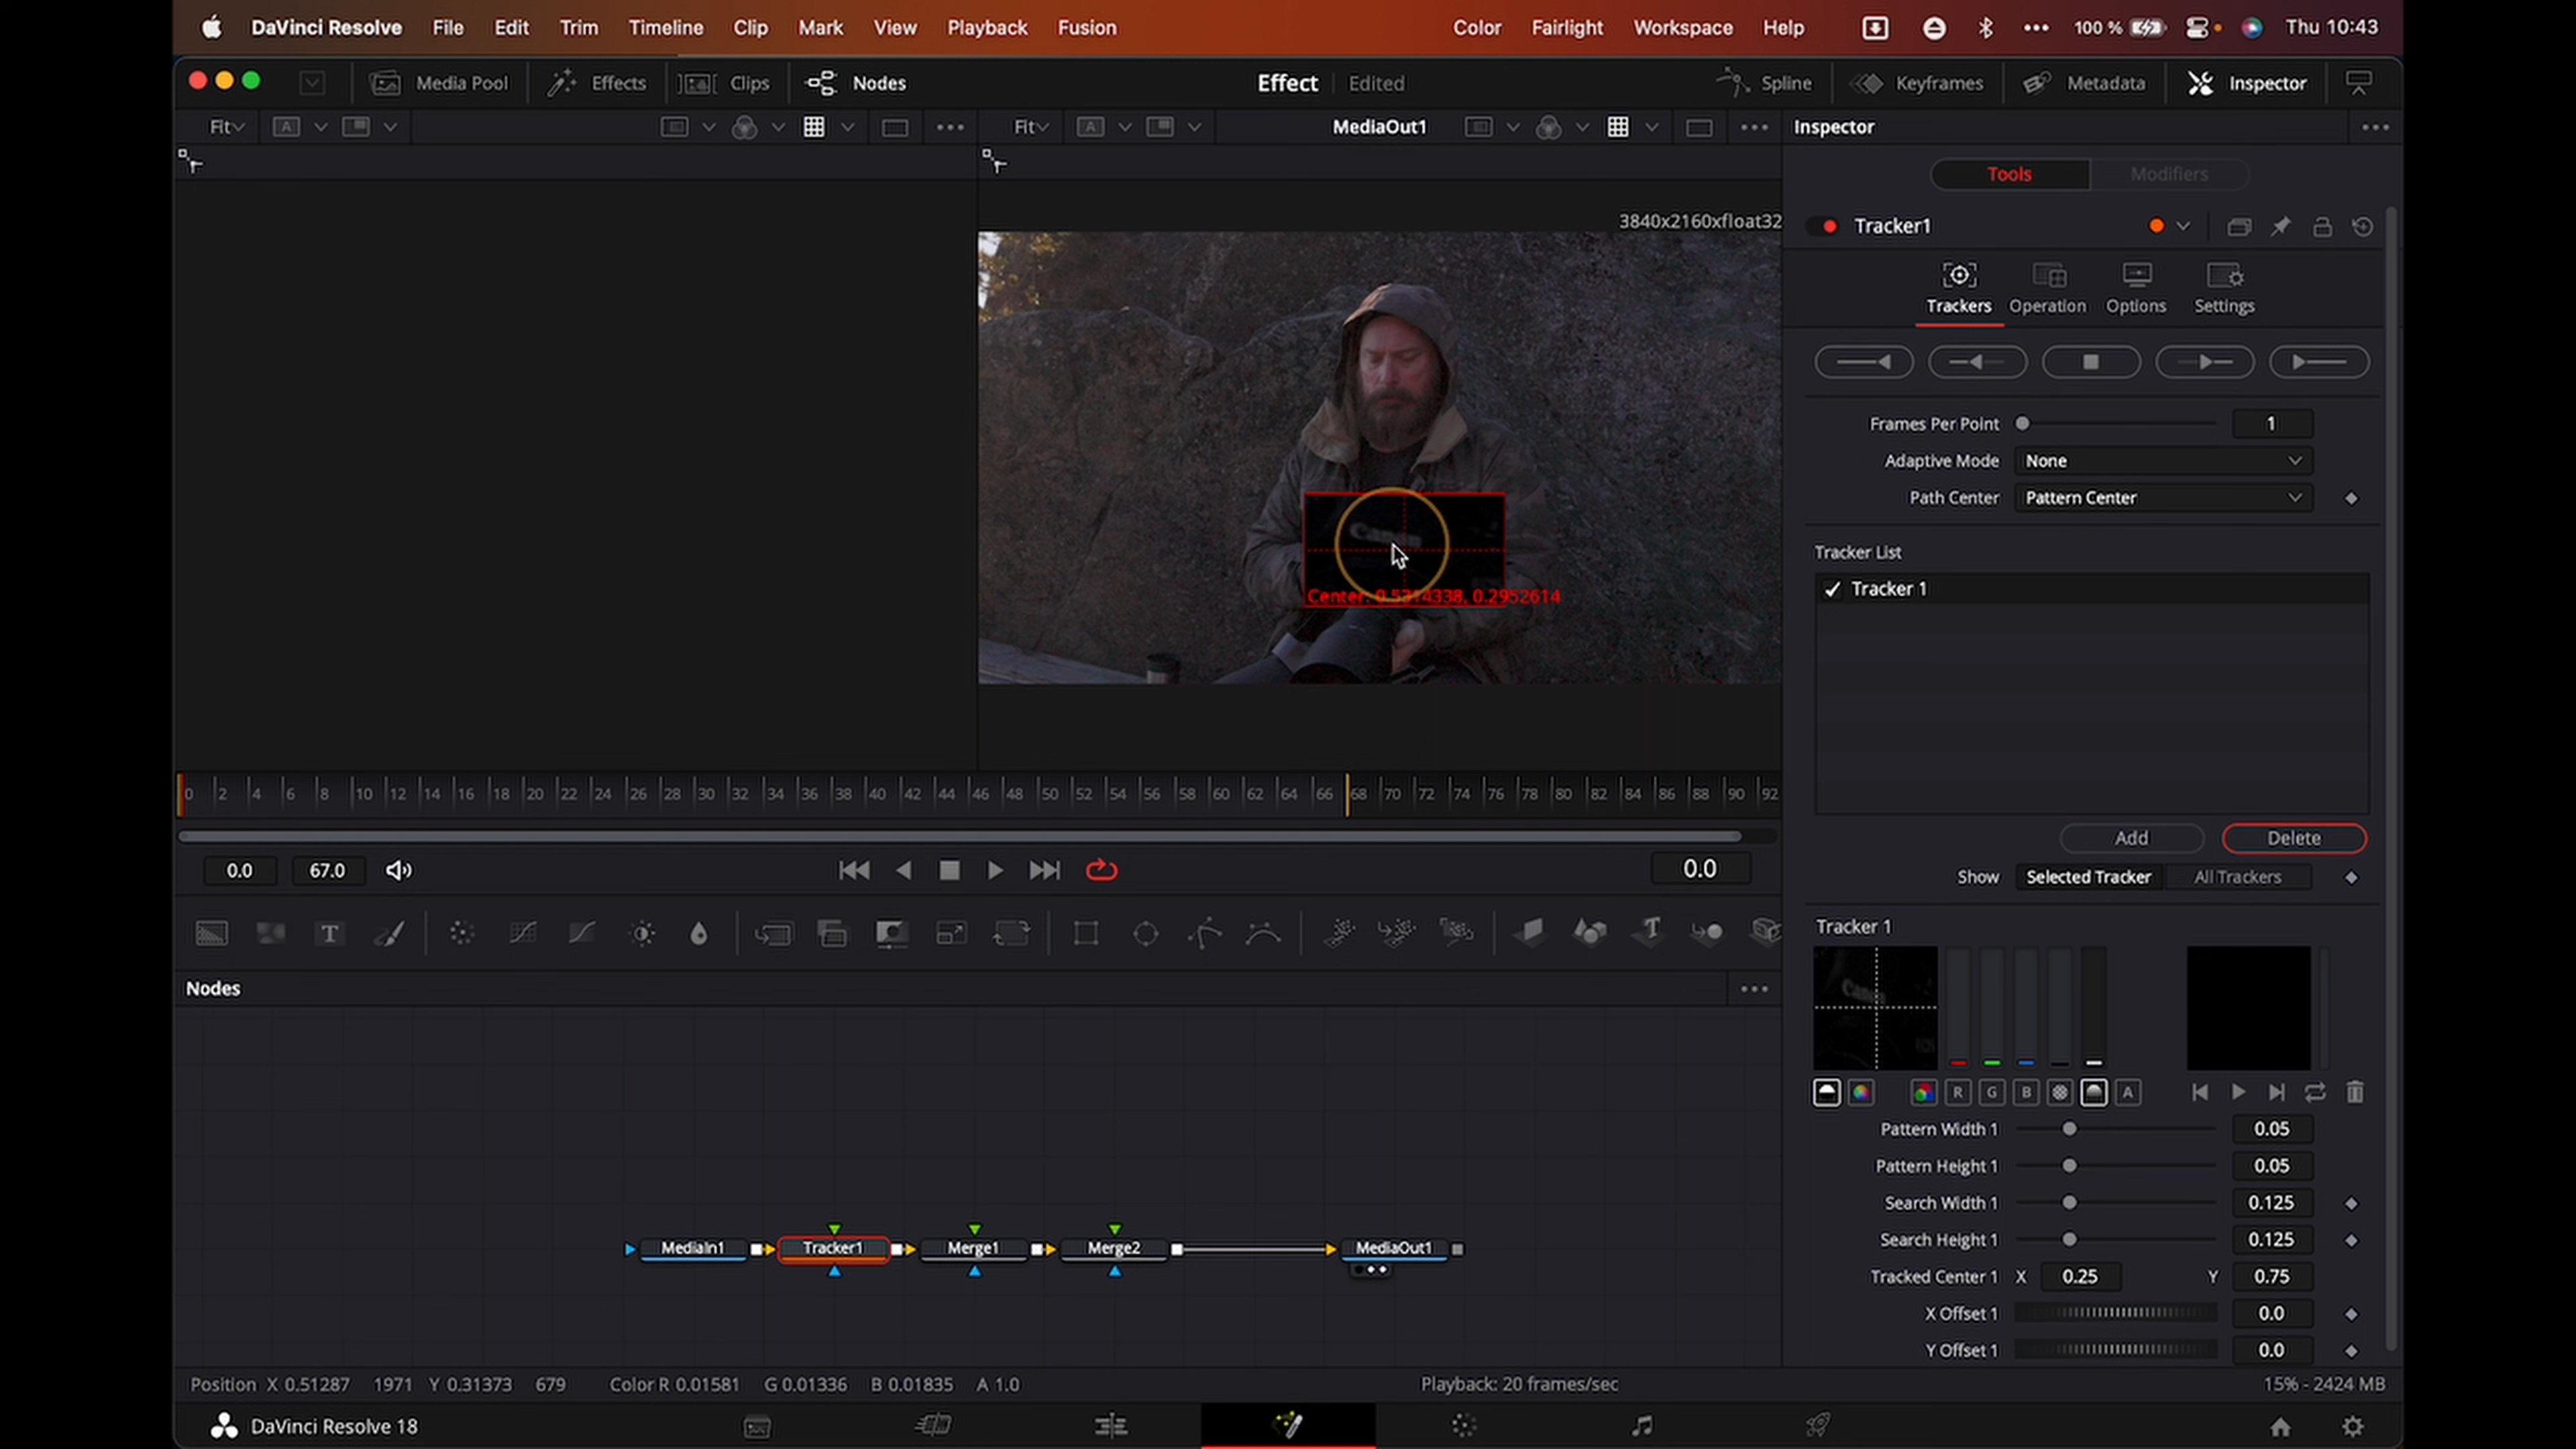 DaVinci Resolve File Edit Trim Timeline Clip Mark View Playback Fusion Color Fairlight Workspace Help 100 % Thu 10:43
Media Pool Effects Clips Nodes Effect Edited Spline Keyframes Metadata Inspector
Fit A Fit A MediaOut1 Inspector
Tools Modifiers
3840x2160xfloat32
Tracker1
Trackers Operation Options Settings
Frames Per Point 1
Adaptive Mode None
Path Center Pattern Center
Canon
Tracker List
Tracker 1
Center: 0.5314338, 0.2952614
0 2 4 6 8 10 12 14 16 18 20 22 24 26 28 30 32 34 36 38 40 42 44 46 48 50 52 54 56 58 60 62 64 66 68 70 72 74 76 78 80 82 84 86 88 90 92
Add Delete
0.0 67.0 0.0
Show Selected Tracker All Trackers
T T
Tracker 1
Nodes
Canon
R G B A
Pattern Width 1 0.05
Pattern Height 1 0.05
Search Width 1 0.125
Search Height 1 0.125
MediaIn1 Tracker1 Merge1 Merge2 MediaOut1
Tracked Center 1 X 0.25 Y 0.75
X Offset 1 0.0
Y Offset 1 0.0
Position X 0.51287 1971 Y 0.31373 679 Color R 0.01581 G 0.01336 B 0.01835 A 1.0 Playback: 20 frames/sec 15% - 2424 MB
DaVinci Resolve 18